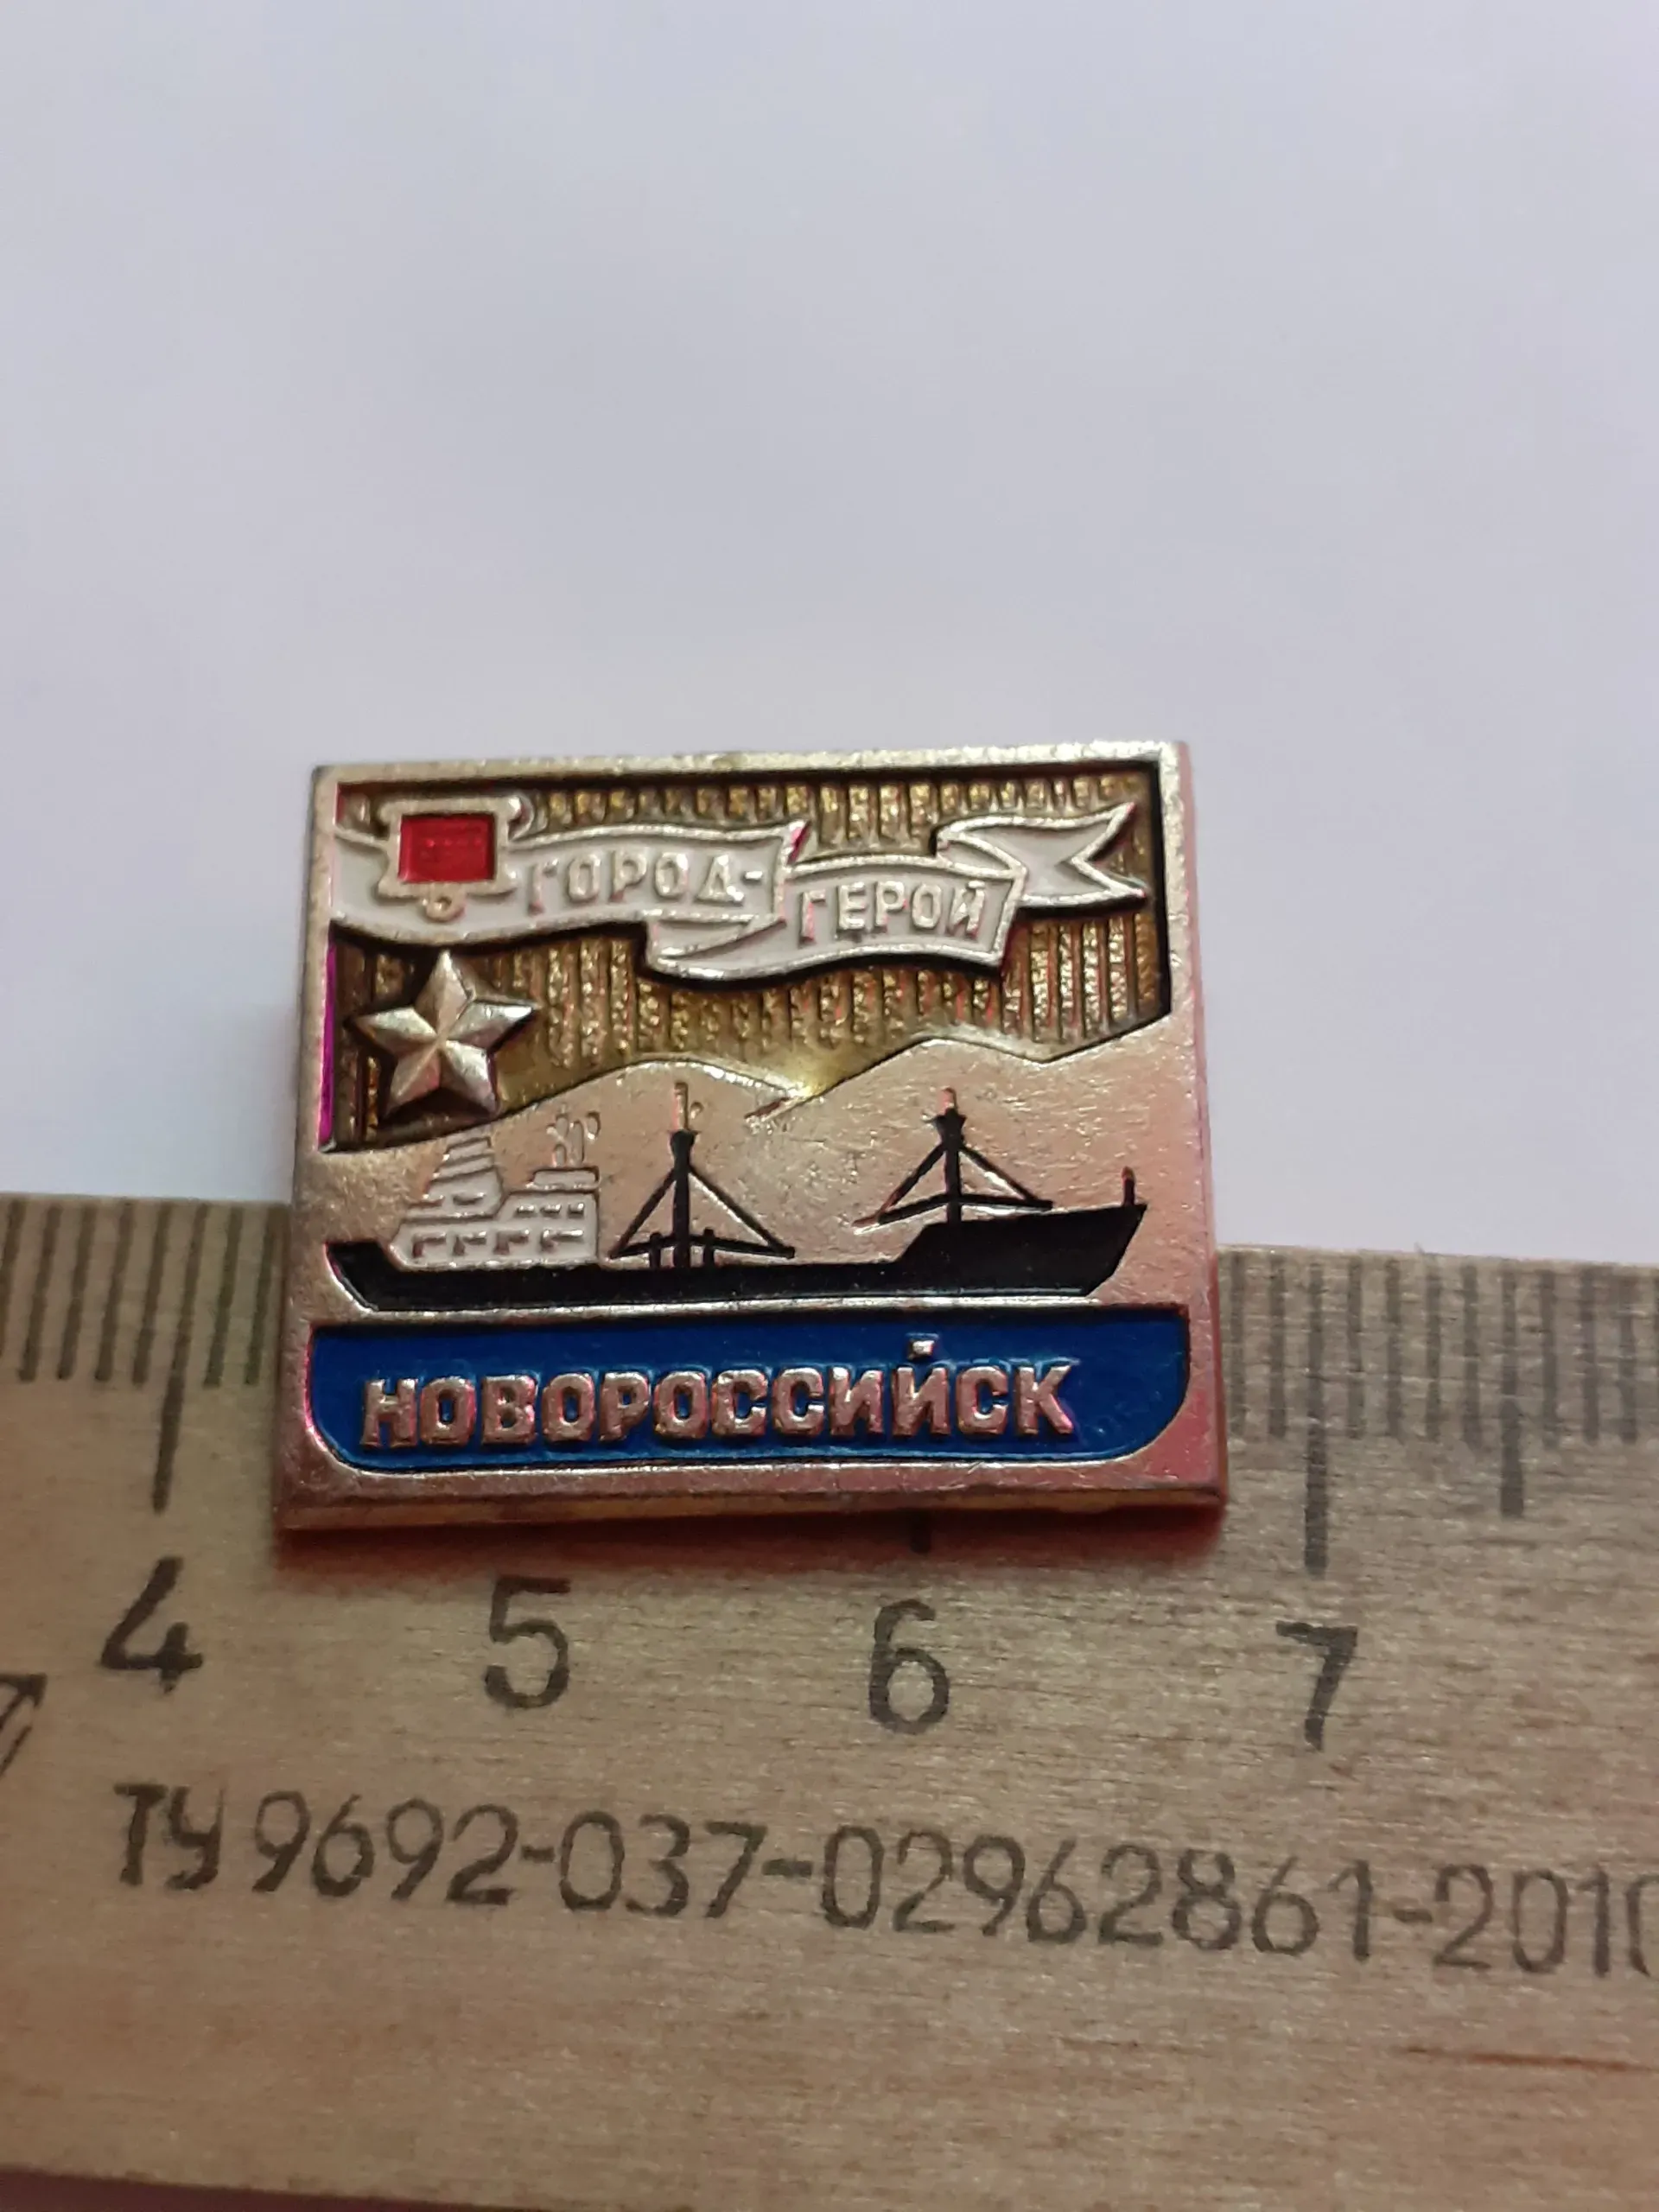 ГОРОД-
ГЕРОЙ
НОВОРОССИЙСК
4 5 6 7
ТУ 9692-037-02962861-2010